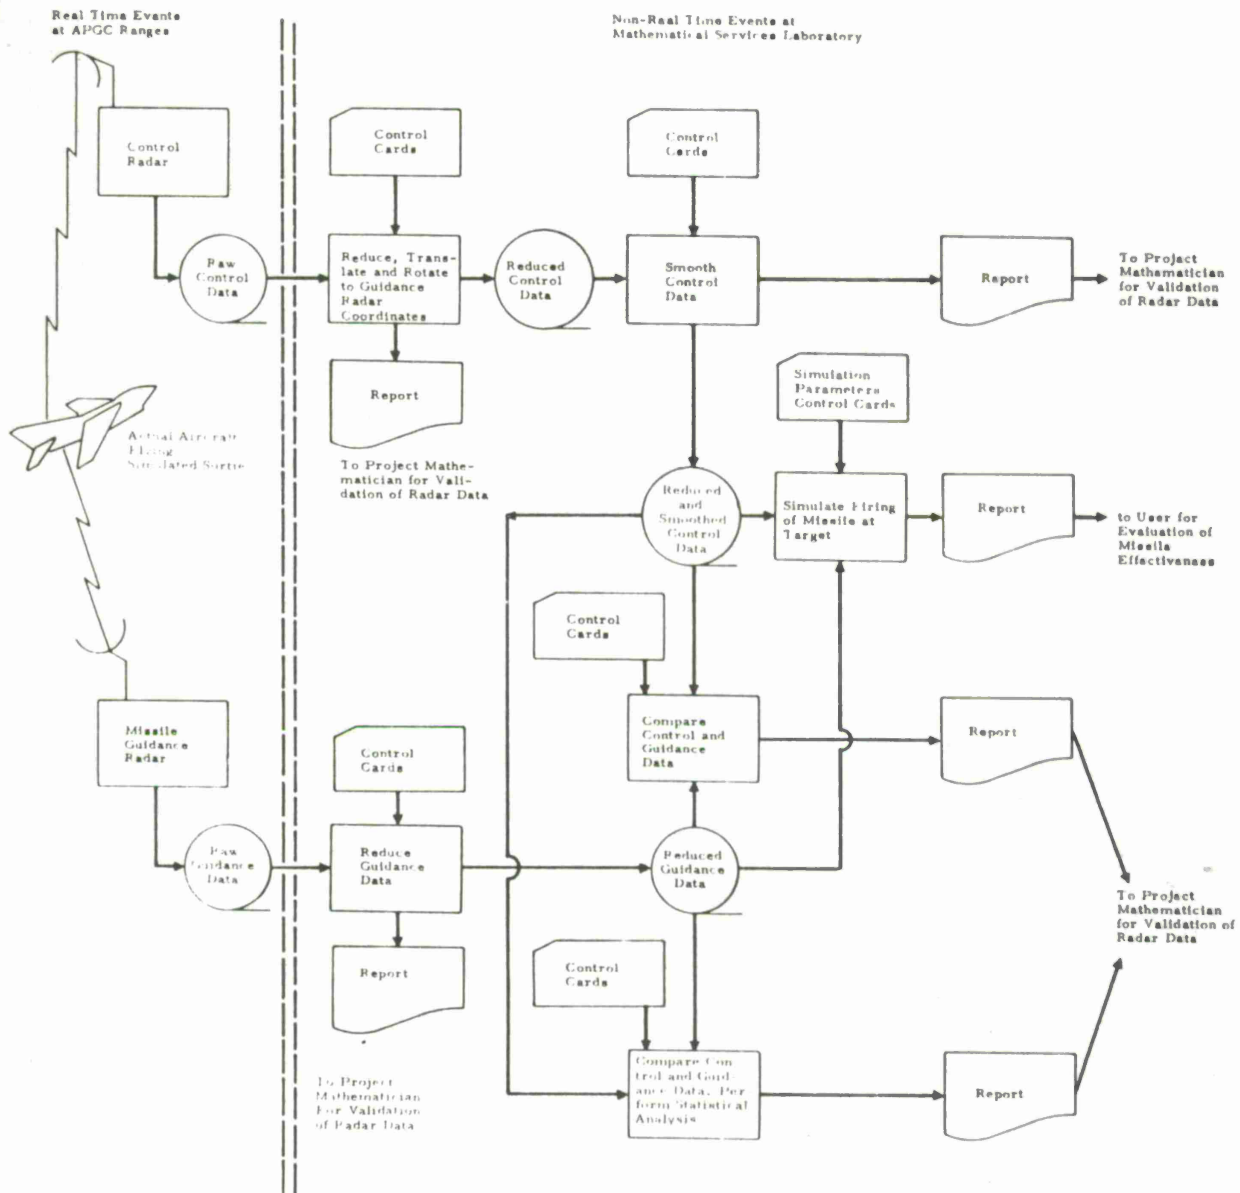 Real Time Events
at APGC Ranges
Non-Real Time Events at
Mathematical Services Laboratory
Control
Radar
Control
Cards
Control
Cards
Raw
Control
Data
Reduce, Trans-
late and Rotate
to Guidance
Radar
Coordinates
Reduced
Control
Data
Smooth
Control
Data
Report
To Project
Mathematician
for Validation
of Radar Data
Report
To Project Mathe-
matician for Vali-
dation of Radar Data
Simulation
Parameters
Control Cards
Actual Aircraft
Flying
Simulated Sortie
Reduced
and
Smoothed
Control
Data
Simulate Firing
of Missile at
Target
Report
to User for
Evaluation of
Missile
Effectiveness
Control
Cards
Missile
Guidance
Radar
Control
Cards
Compare
Control and
Guidance
Data
Report
Raw
Guidance
Data
Reduce
Guidance
Data
Reduced
Guidance
Data
To Project
Mathematician
for Validation of
Radar Data
Report
Control
Cards
To Project
Mathematician
For Validation
of Radar Data
Compare Con
trol and Guid-
ance Data, Per
form Statistical
Analysis
Report